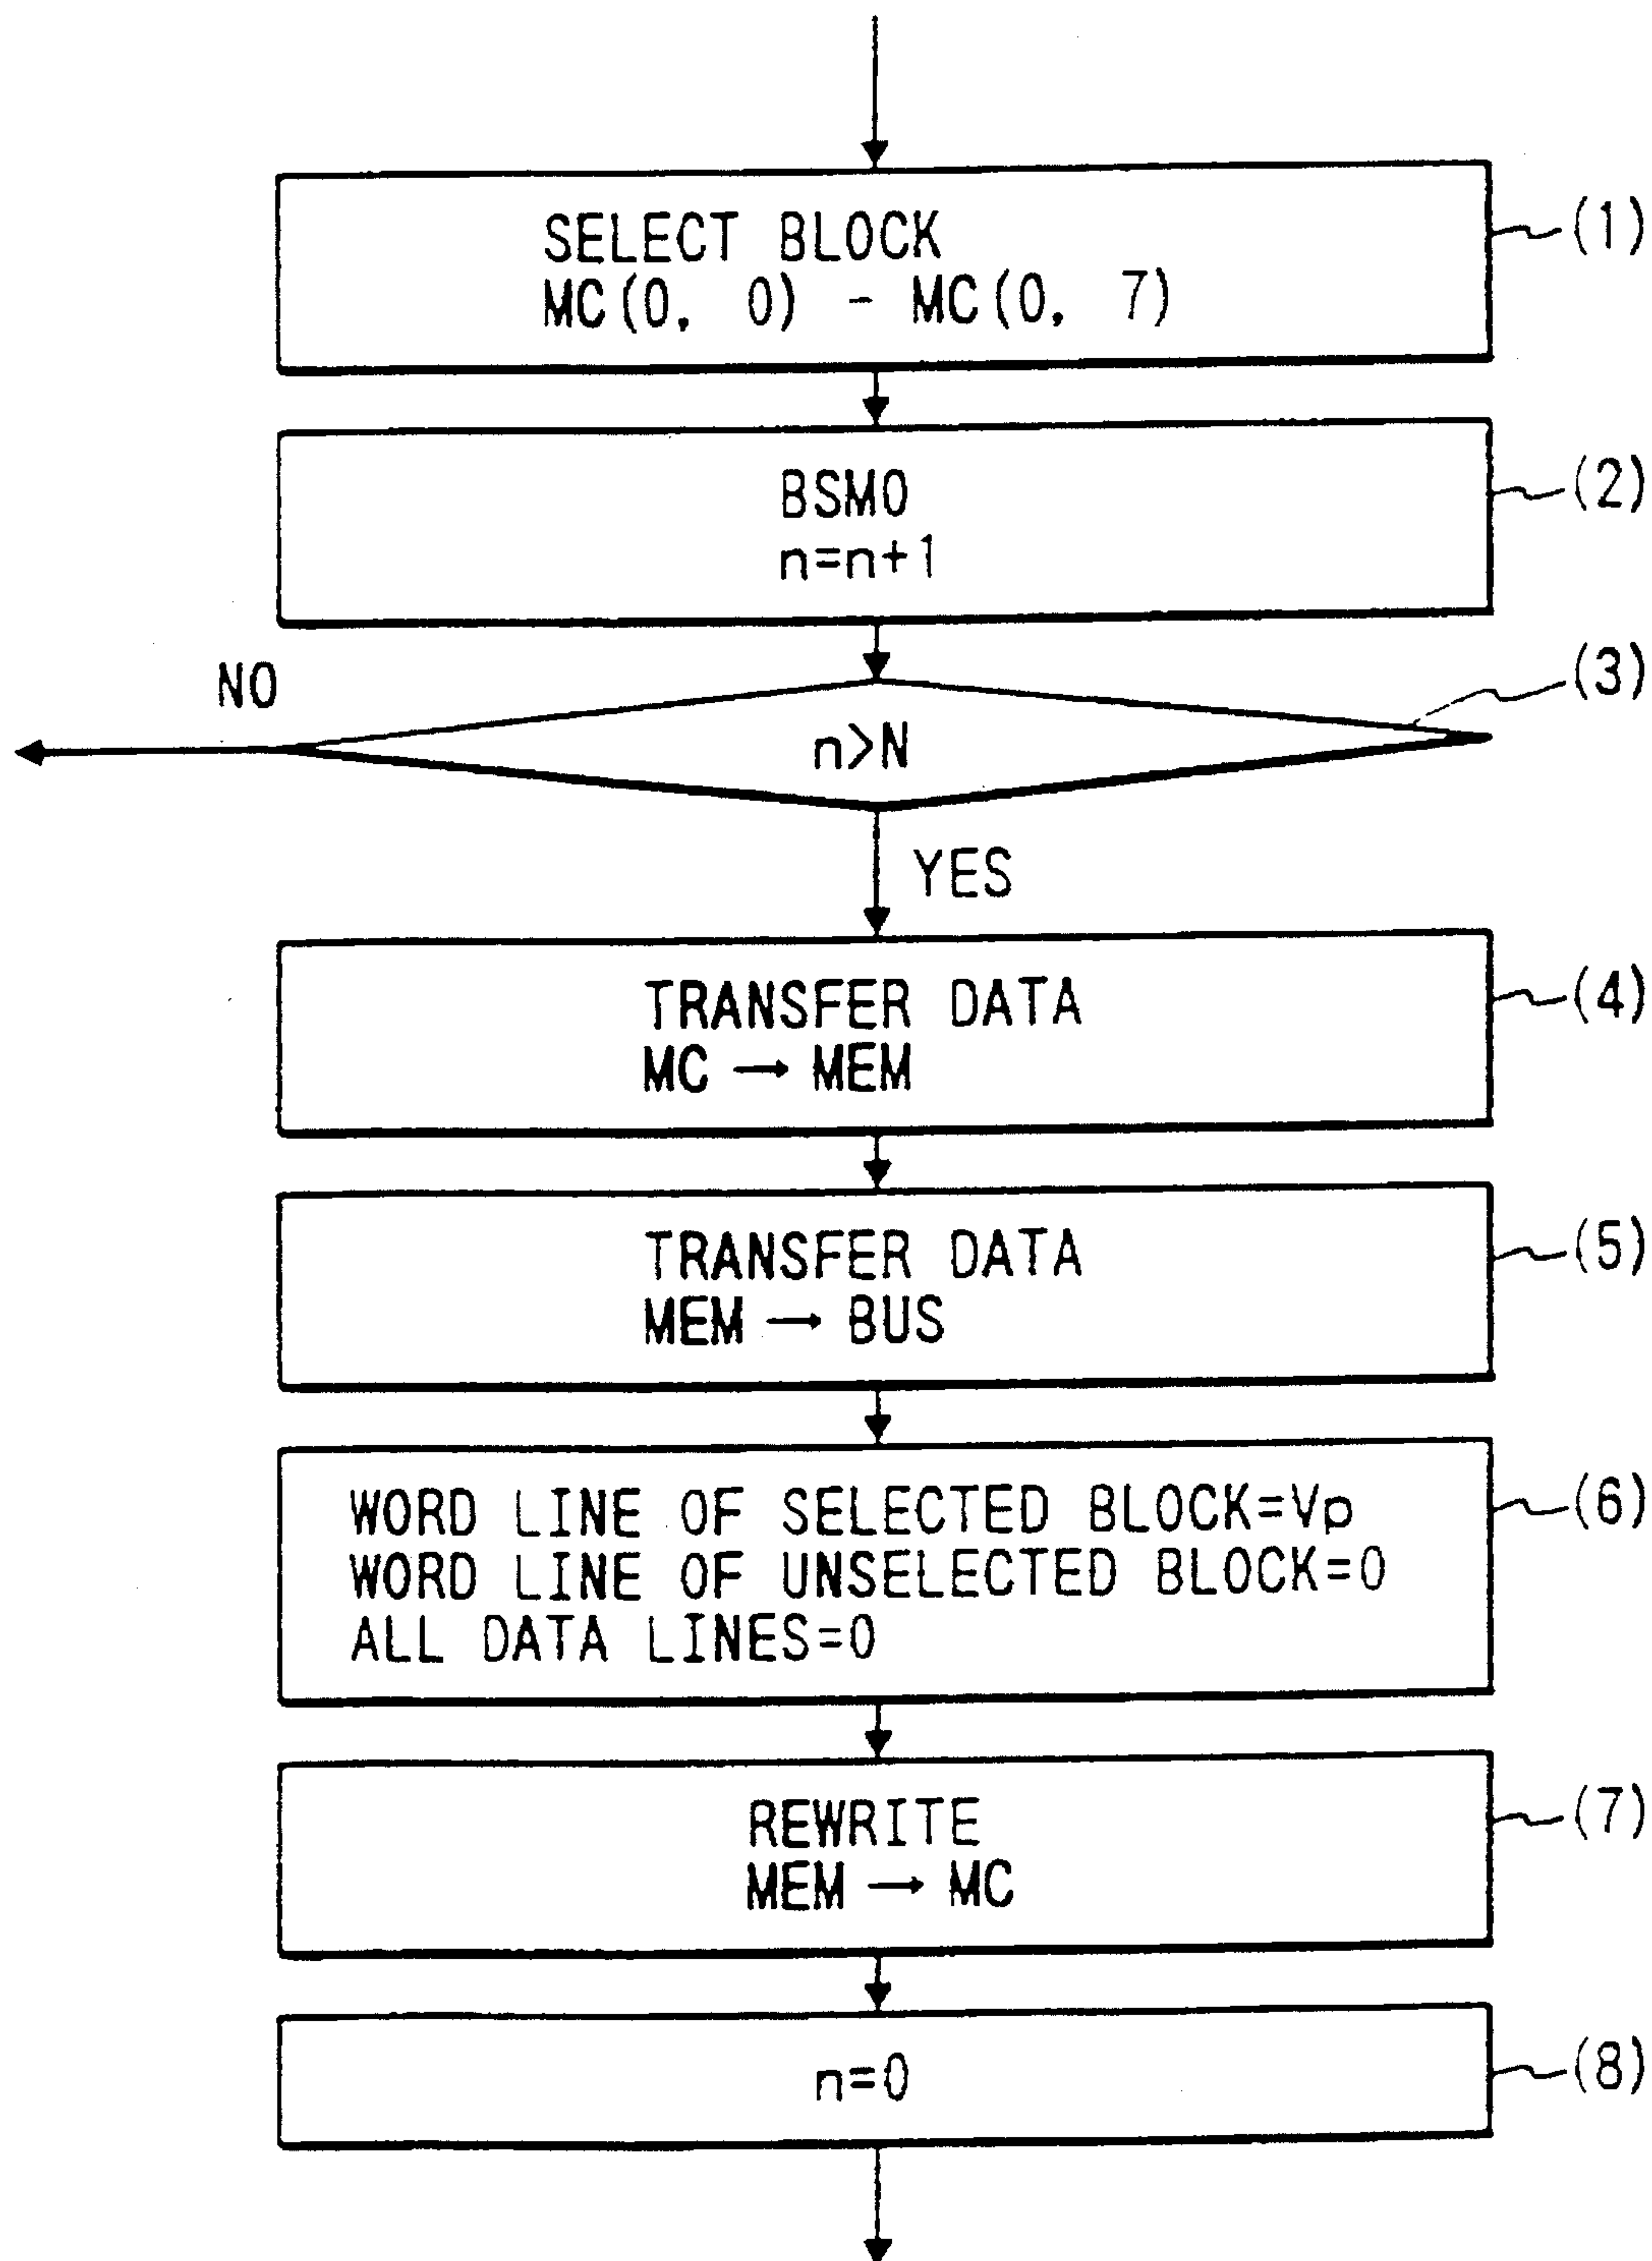 SELECT BLOCK
MC(0, 0) - MC(0, 7)
(1)
BSM0
n=n+1
(2)
NO
(3)
n>N
YES
TRANSFER DATA
MC → MEM
(4)
TRANSFER DATA
MEM → BUS
(5)
WORD LINE OF SELECTED BLOCK=Vp
WORD LINE OF UNSELECTED BLOCK=0
ALL DATA LINES=0
(6)
REWRITE
MEM → MC
(7)
n=0
(8)